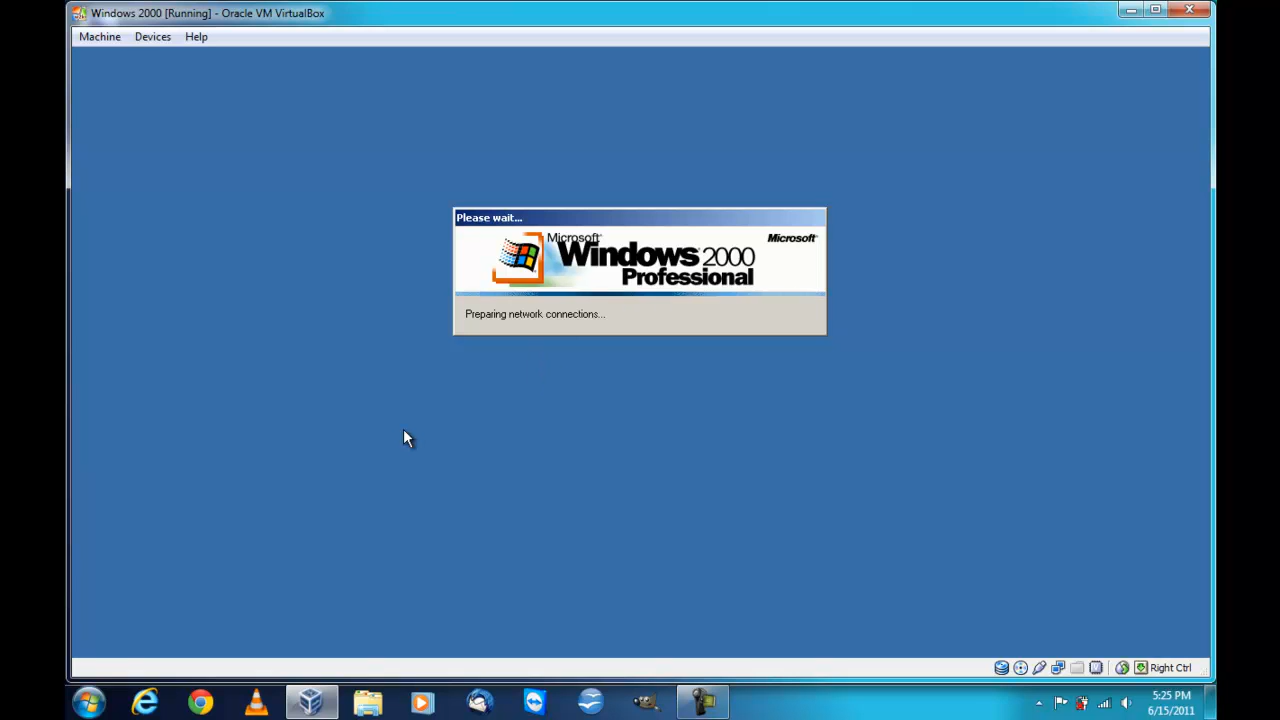 Windows 2000 [Running] - Oracle VM VirtualBox
Machine Devices Help
Please wait...
Microsoft
Windows 2000
Professional
Microsoft
Preparing network connections...
Right Ctrl
5:25 PM
6/15/2011